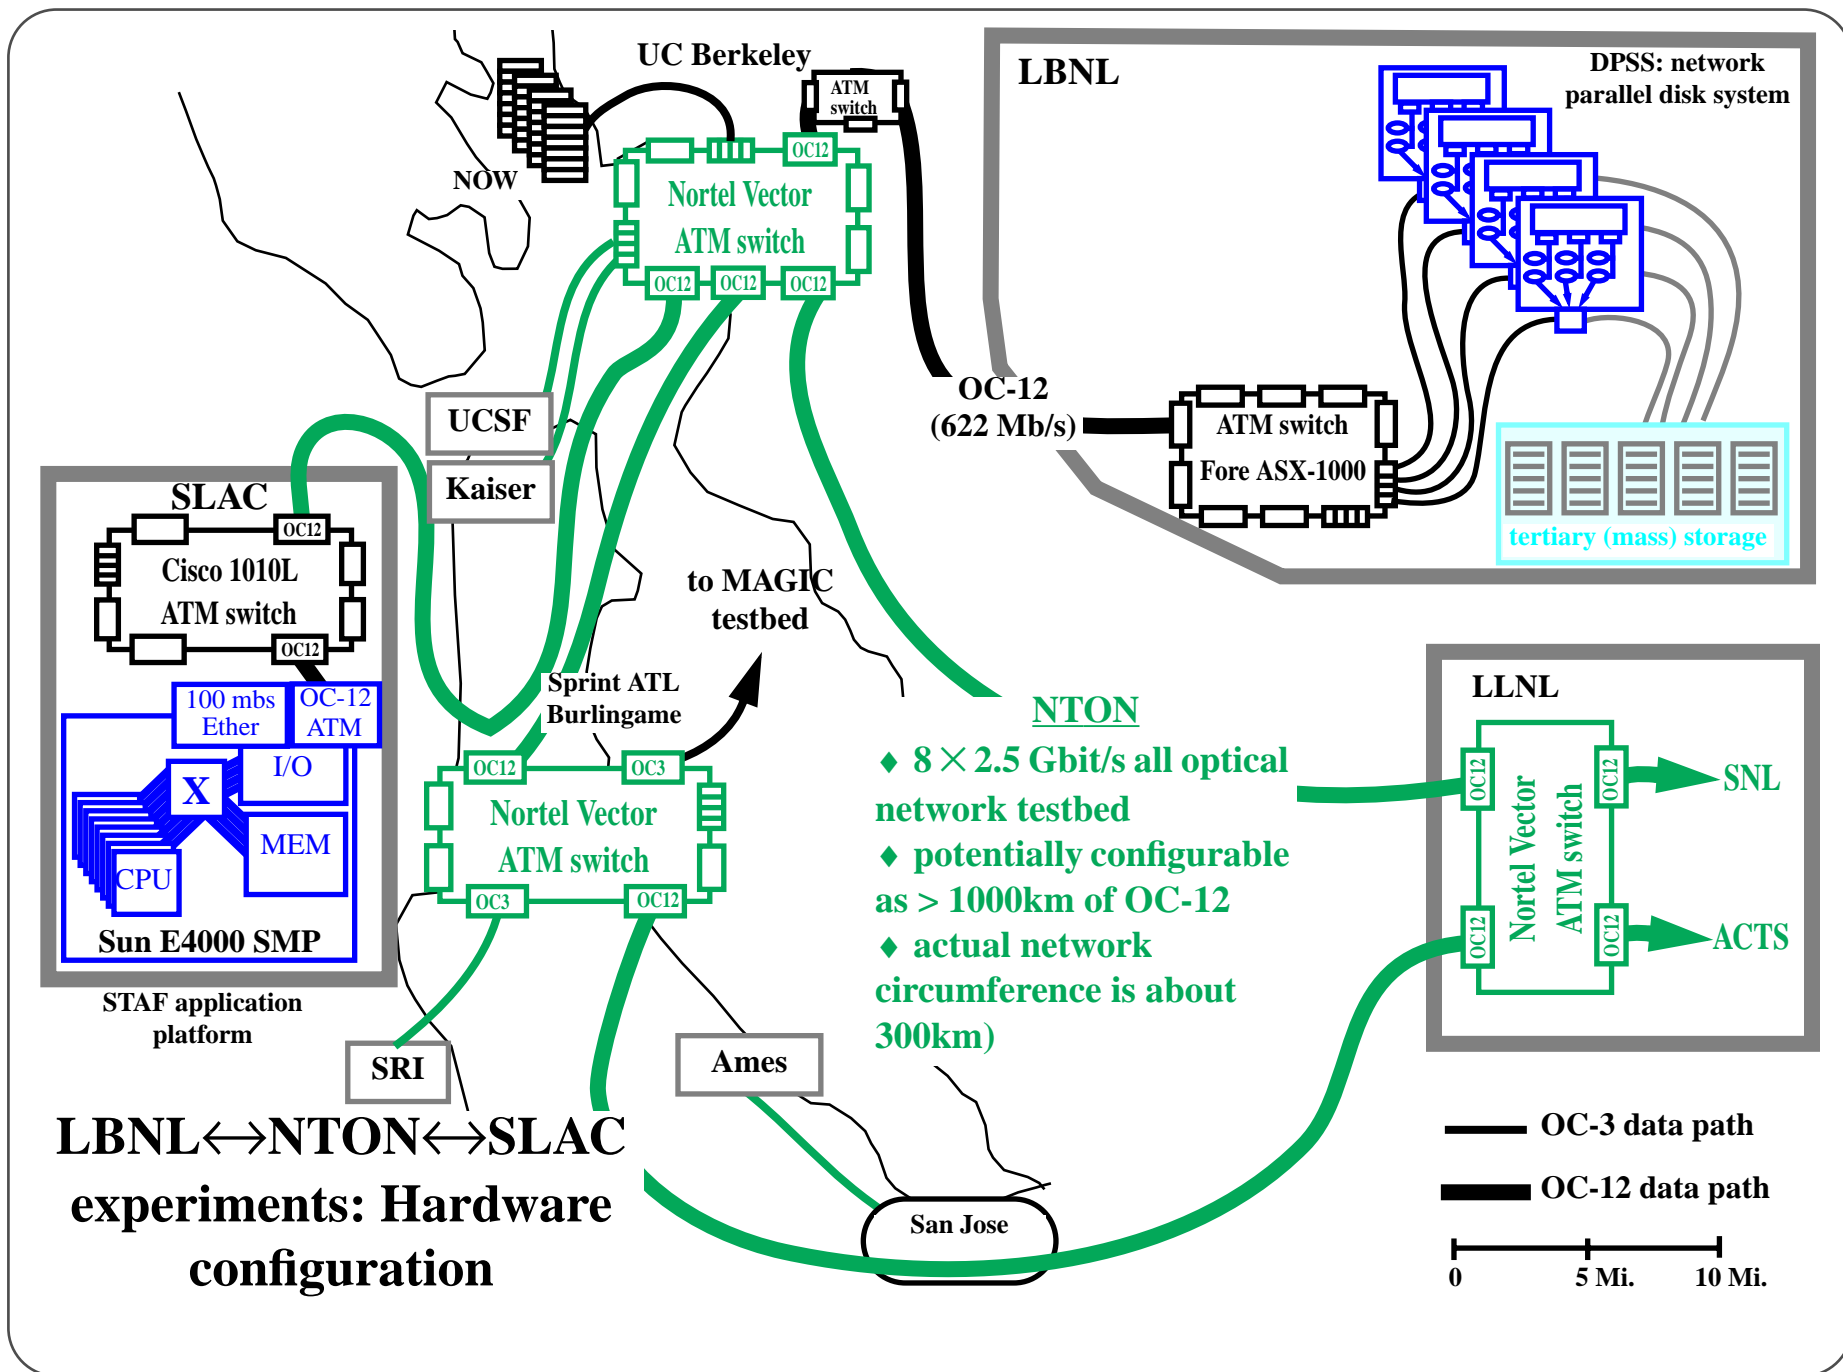 UC Berkeley
ATM
switch
NOW
OC12
Nortel Vector
ATM switch
OC12
OC12
OC12
LBNL
DPSS: network
parallel disk system
OC-12
(622 Mb/s)
ATM switch
Fore ASX-1000
tertiary (mass) storage
UCSF
Kaiser
SLAC
OC12
Cisco 1010L
ATM switch
OC12
100 mbs
Ether
OC-12
ATM
I/O
X
MEM
CPU
Sun E4000 SMP
STAF application
platform
to MAGIC
testbed
Sprint ATL
Burlingame
OC12
OC3
Nortel Vector
ATM switch
OC3
OC12
SRI
Ames
San Jose
NTON
♦ 8 × 2.5 Gbit/s all optical
network testbed
♦ potentially configurable
as > 1000km of OC-12
♦ actual network
circumference is about
300km)
LLNL
OC12
OC12
Nortel Vector
ATM switch
OC12
OC12
SNL
ACTS
LBNL↔NTON↔SLAC
experiments: Hardware
configuration
OC-3 data path
OC-12 data path
0 5 Mi. 10 Mi.